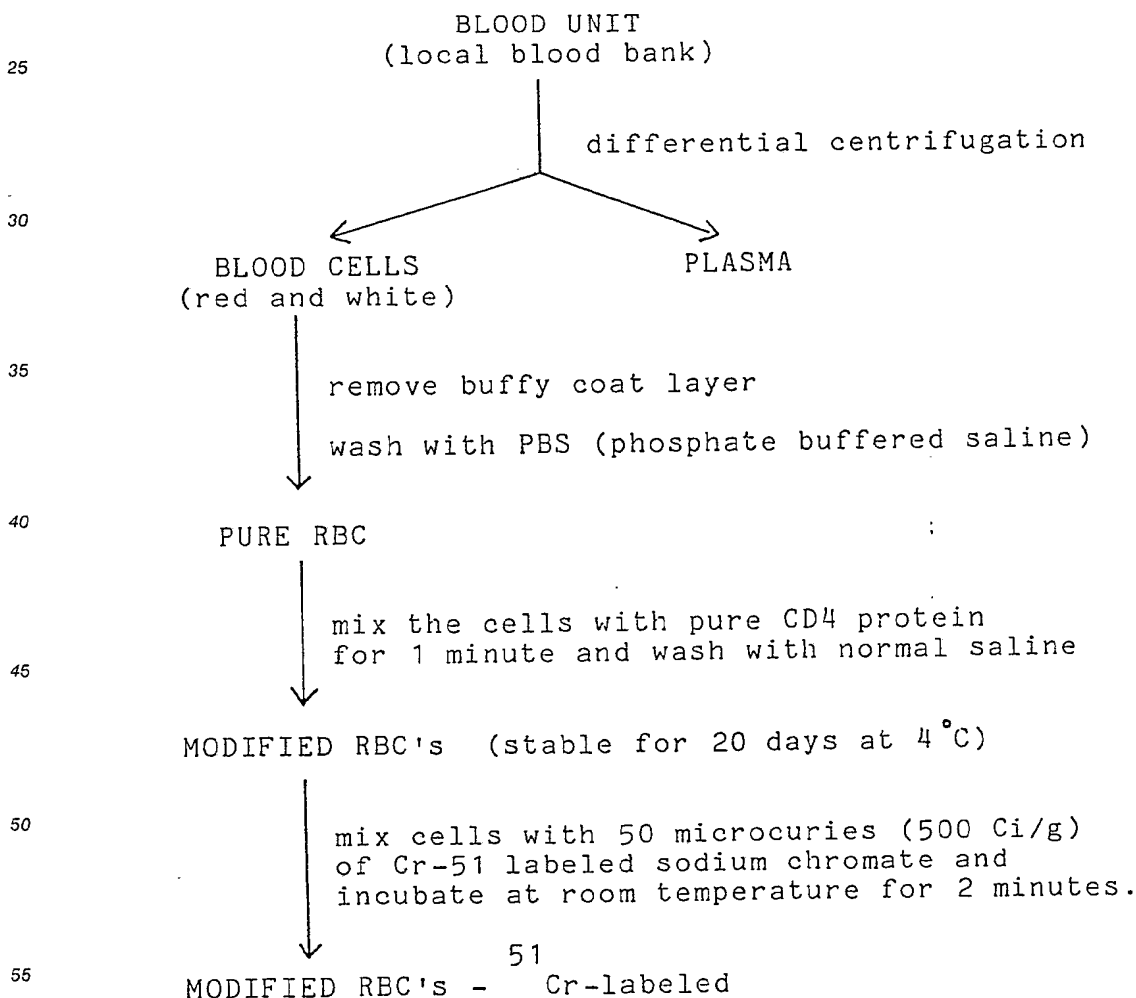 BLOOD UNIT
(local blood bank)
25
differential centrifugation
30
BLOOD CELLS
(red and white)
PLASMA
35
remove buffy coat layer
wash with PBS (phosphate buffered saline)
40
PURE RBC
mix the cells with pure CD4 protein
for 1 minute and wash with normal saline
45
MODIFIED RBC's (stable for 20 days at 4°C)
50
mix cells with 50 microcuries (500 Ci/g)
of Cr-51 labeled sodium chromate and
incubate at room temperature for 2 minutes.
55
MODIFIED RBC's - 51Cr-labeled